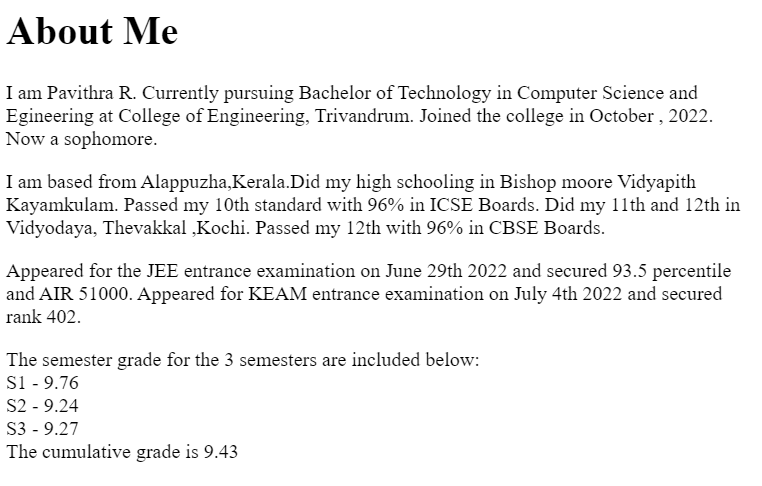 About Me
I am Pavithra R. Currently pursuing Bachelor of Technology in Computer Science and
Egineering at College of Engineering, Trivandrum. Joined the college in October , 2022.
Now a sophomore.
I am based from Alappuzha,Kerala.Did my high schooling in Bishop moore Vidyapith
Kayamkulam. Passed my 10th standard with 96% in ICSE Boards. Did my 11th and 12th in
Vidyodaya, Thevakkal ,Kochi. Passed my 12th with 96% in CBSE Boards.
Appeared for the JEE entrance examination on June 29th 2022 and secured 93.5 percentile
and AIR 51000. Appeared for KEAM entrance examination on July 4th 2022 and secured
rank 402.
The semester grade for the 3 semesters are included below:
S1 - 9.76
S2 - 9.24
S3 - 9.27
The cumulative grade is 9.43